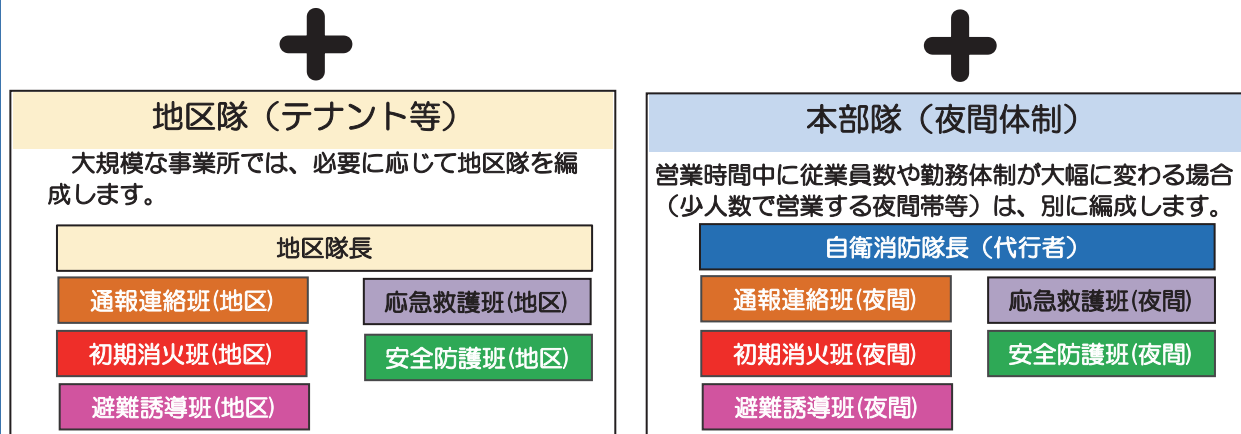 地区隊（テナント等）
大規模な事業所では、必要に応じて地区隊を編
成します。
地区隊長
通報連絡班(地区)
応急救護班(地区)
初期消火班(地区)
安全防護班(地区)
避難誘導班(地区)
本部隊（夜間体制）
営業時間中に従業員数や勤務体制が大幅に変わる場合
（少人数で営業する夜間帯等）は、別に編成します。
自衛消防隊長（代行者）
通報連絡班(夜間)
応急救護班(夜間)
初期消火班(夜間)
安全防護班(夜間)
避難誘導班(夜間)